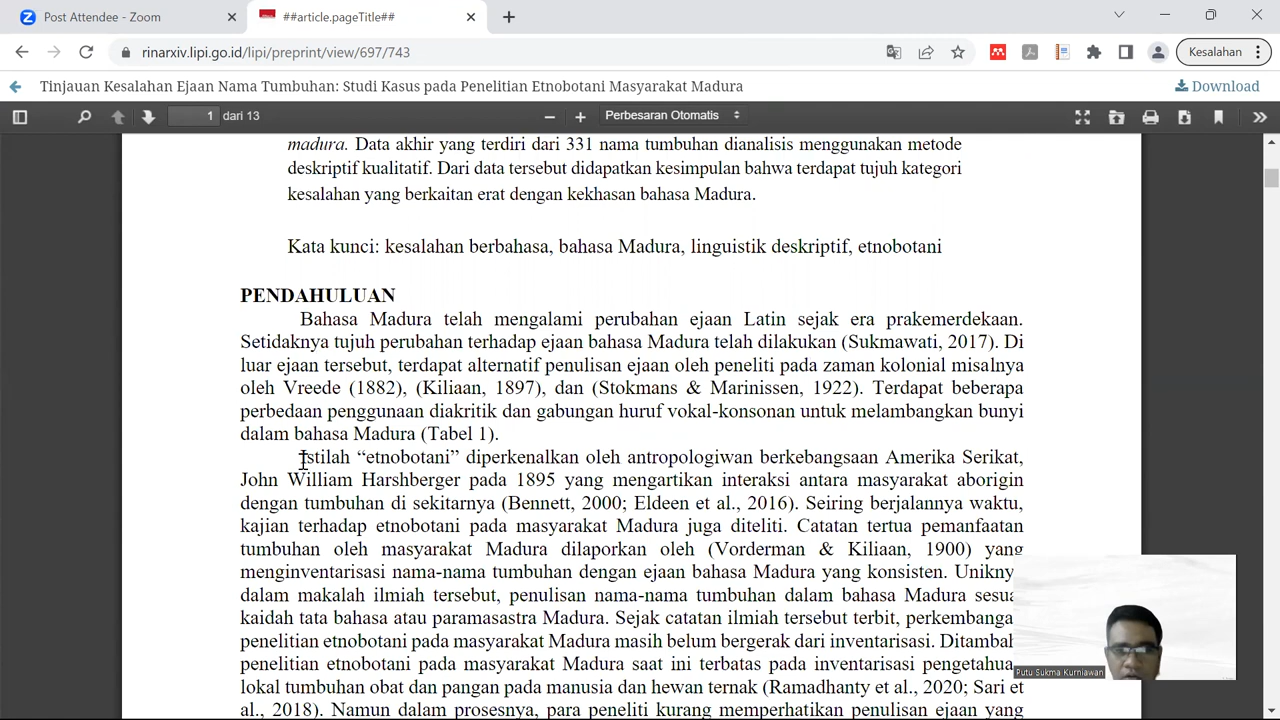 Post Attendee - Zoom
##article.pageTitle##
rinarxiv.lipi.go.id/lipi/preprint/view/697/743
Kesalahan
Tinjauan Kesalahan Ejaan Nama Tumbuhan: Studi Kasus pada Penelitian Etnobotani Masyarakat Madura
Download
1 dari 13
Perbesaran Otomatis
madura. Data akhir yang terdiri dari 331 nama tumbuhan dianalisis menggunakan metode
deskriptif kualitatif. Dari data tersebut didapatkan kesimpulan bahwa terdapat tujuh kategori
kesalahan yang berkaitan erat dengan kekhasan bahasa Madura.
Kata kunci: kesalahan berbahasa, bahasa Madura, linguistik deskriptif, etnobotani
PENDAHULUAN
Bahasa Madura telah mengalami perubahan ejaan Latin sejak era prakemerdekaan.
Setidaknya tujuh perubahan terhadap ejaan bahasa Madura telah dilakukan (Sukmawati, 2017). Di
luar ejaan tersebut, terdapat alternatif penulisan ejaan oleh peneliti pada zaman kolonial misalnya
oleh Vreede (1882), (Kiliaan, 1897), dan (Stokmans & Marinissen, 1922). Terdapat beberapa
perbedaan penggunaan diakritik dan gabungan huruf vokal-konsonan untuk melambangkan bunyi
dalam bahasa Madura (Tabel 1).
Istilah “etnobotani” diperkenalkan oleh antropologiwan berkebangsaan Amerika Serikat,
John William Harshberger pada 1895 yang mengartikan interaksi antara masyarakat aborigin
dengan tumbuhan di sekitarnya (Bennett, 2000; Eldeen et al., 2016). Seiring berjalannya waktu,
kajian terhadap etnobotani pada masyarakat Madura juga diteliti. Catatan tertua pemanfaatan
tumbuhan oleh masyarakat Madura dilaporkan oleh (Vorderman & Kiliaan, 1900) yang
menginventarisasi nama-nama tumbuhan dengan ejaan bahasa Madura yang konsisten. Unikny
dalam makalah ilmiah tersebut, penulisan nama-nama tumbuhan dalam bahasa Madura sesua
kaidah tata bahasa atau paramasastra Madura. Sejak catatan ilmiah tersebut terbit, perkembanga
penelitian etnobotani pada masyarakat Madura masih belum bergerak dari inventarisasi. Ditambah
penelitian etnobotani pada masyarakat Madura saat ini terbatas pada inventarisasi pengetahua
lokal tumbuhan obat dan pangan pada manusia dan hewan ternak (Ramadhanty et al., 2020; Sari et
al., 2018). Namun dalam prosesnya, para peneliti kurang memperhatikan penulisan ejaan yang
Putu Sukma Kurniawan